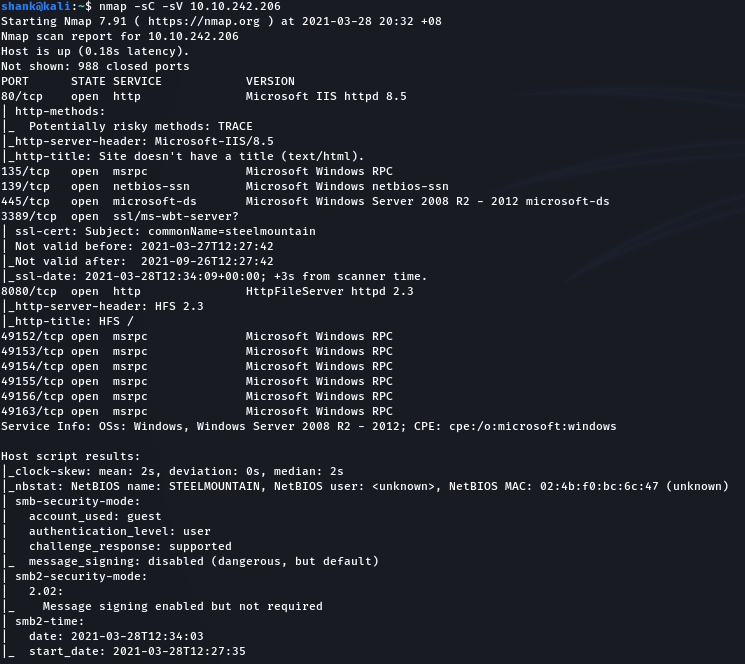 shank@kali:~$ nmap -sC -sV 10.10.242.206
Starting Nmap 7.91 ( https://nmap.org ) at 2021-03-28 20:32 +08
Nmap scan report for 10.10.242.206
Host is up (0.18s latency).
Not shown: 988 closed ports
PORT      STATE SERVICE            VERSION
80/tcp    open  http               Microsoft IIS httpd 8.5
| http-methods:
|_  Potentially risky methods: TRACE
|_http-server-header: Microsoft-IIS/8.5
|_http-title: Site doesn't have a title (text/html).
135/tcp   open  msrpc              Microsoft Windows RPC
139/tcp   open  netbios-ssn        Microsoft Windows netbios-ssn
445/tcp   open  microsoft-ds       Microsoft Windows Server 2008 R2 - 2012 microsoft-ds
3389/tcp  open  ssl/ms-wbt-server?
| ssl-cert: Subject: commonName=steelmountain
| Not valid before: 2021-03-27T12:27:42
|_Not valid after:  2021-09-26T12:27:42
|_ssl-date: 2021-03-28T12:34:09+00:00; +3s from scanner time.
8080/tcp  open  http               HttpFileServer httpd 2.3
|_http-server-header: HFS 2.3
|_http-title: HFS /
49152/tcp open  msrpc              Microsoft Windows RPC
49153/tcp open  msrpc              Microsoft Windows RPC
49154/tcp open  msrpc              Microsoft Windows RPC
49155/tcp open  msrpc              Microsoft Windows RPC
49156/tcp open  msrpc              Microsoft Windows RPC
49163/tcp open  msrpc              Microsoft Windows RPC
Service Info: OSs: Windows, Windows Server 2008 R2 - 2012; CPE: cpe:/o:microsoft:windows
Host script results:
|_clock-skew: mean: 2s, deviation: 0s, median: 2s
|_nbstat: NetBIOS name: STEELMOUNTAIN, NetBIOS user: <unknown>, NetBIOS MAC: 02:4b:f0:bc:6c:47 (unknown)
| smb-security-mode:
|   account_used: guest
|   authentication_level: user
|   challenge_response: supported
|_  message_signing: disabled (dangerous, but default)
| smb2-security-mode:
|   2.02:
|_    Message signing enabled but not required
| smb2-time:
|   date: 2021-03-28T12:34:03
|_  start_date: 2021-03-28T12:27:35